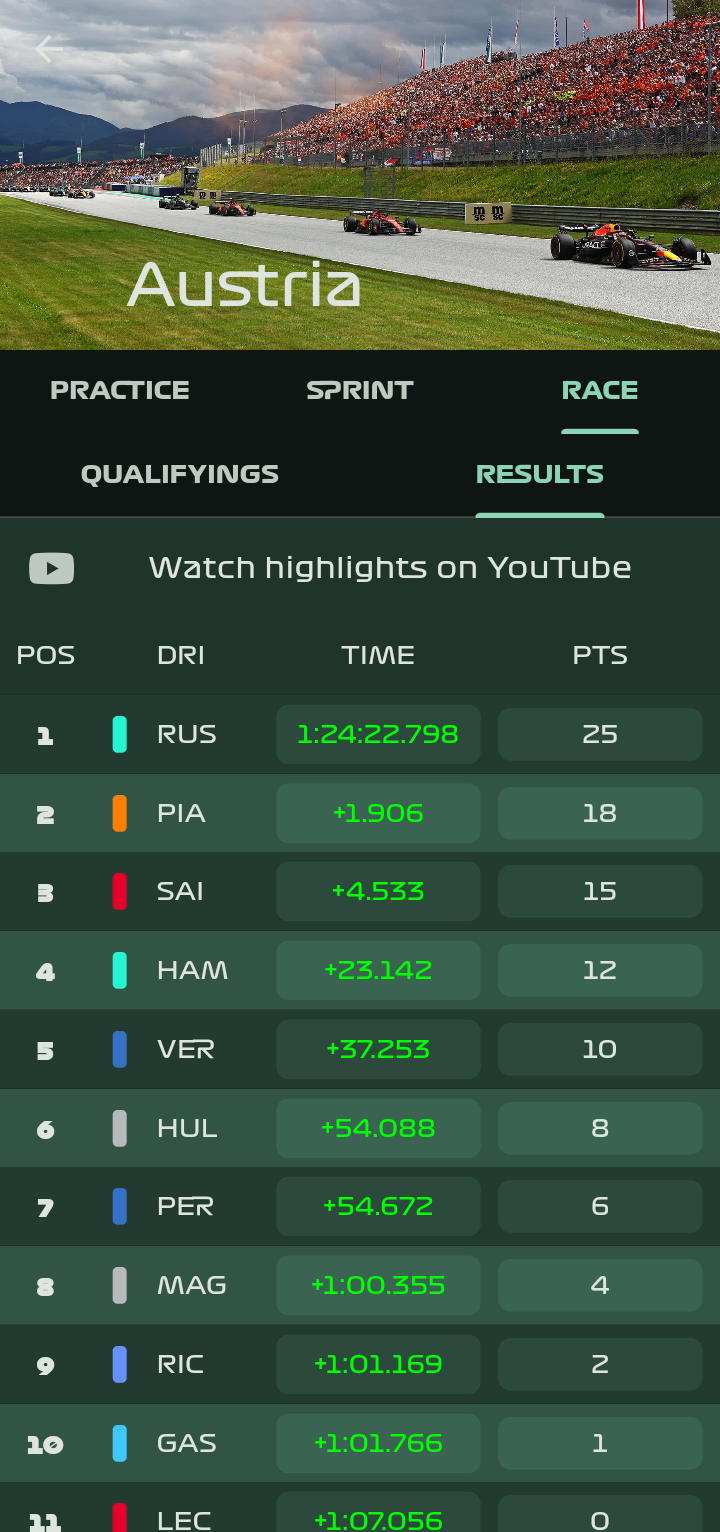 ORACLE
msc msc
Austria
PRACTICE SPRINT RACE
QUALIFYINGS RESULTS
Watch highlights on YouTube
POS DRI TIME PTS
1 RUS 1:24:22.798 25
2 PIA +1.906 18
3 SAI +4.533 15
4 HAM +23.142 12
5 VER +37.253 10
6 HUL +54.088 8
7 PER +54.672 6
8 MAG +1:00.355 4
9 RIC +1:01.169 2
10 GAS +1:01.766 1
11 LEC +1:07.056 0